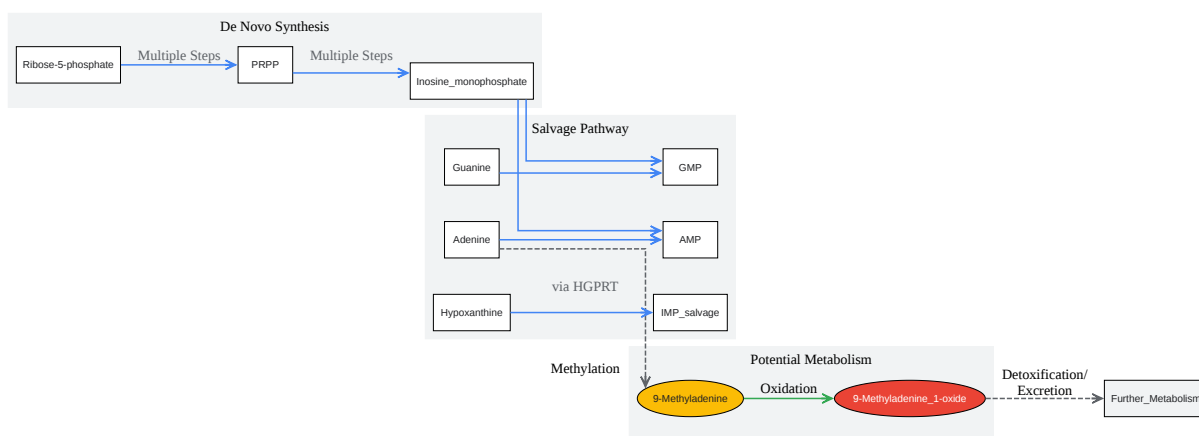 De Novo Synthesis
Ribose-5-phosphate
Multiple Steps
PRPP
Multiple Steps
Inosine_monophosphate
Salvage Pathway
Guanine
GMP
Adenine
AMP
via HGPRT
Hypoxanthine
IMP_salvage
Methylation
Potential Metabolism
9-Methyladenine
Oxidation
9-Methyladenine_1-oxide
Detoxification/
Excretion
Further_Metabolism